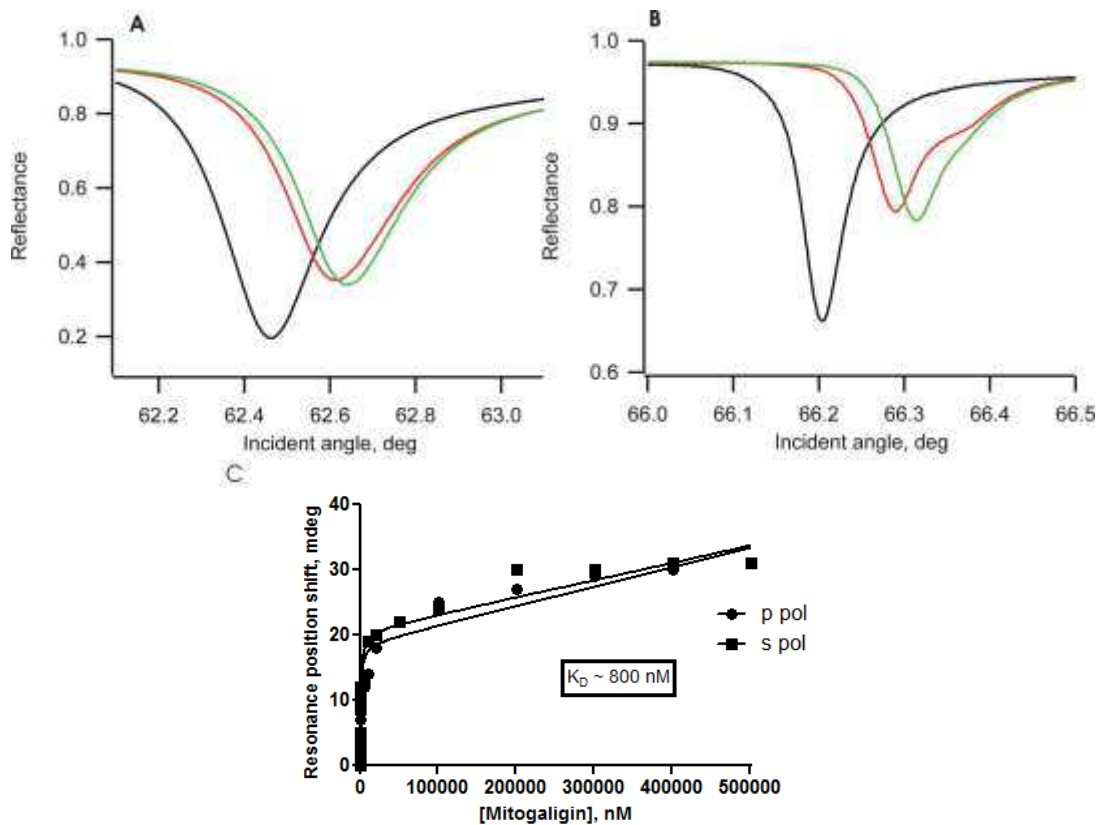 A
1.0
0.8
0.6
0.4
0.2
Reflectance
62.2 62.4 62.6 62.8 63.0
Incident angle, deg
B
1.0
0.9
0.8
0.7
0.6
Reflectance
66.0 66.1 66.2 66.3 66.4 66.5
Incident angle, deg
C
40
30
20
10
0
Resonance position shift, mdeg
p pol
s pol
K_D ~ 800 nM
0 100000 200000 300000 400000 500000
[Mitogaligin], nM